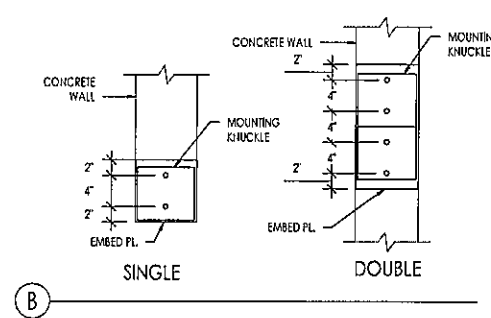 CONCRETE
WALL
MOUNTING
KNUCKLE
2"
4"
2"
EMBED PL.
SINGLE
CONCRETE WALL
MOUNTIN
KNUCKLE
2"
4"
4"
4"
2"
EMBED PL.
DOUBLE
B